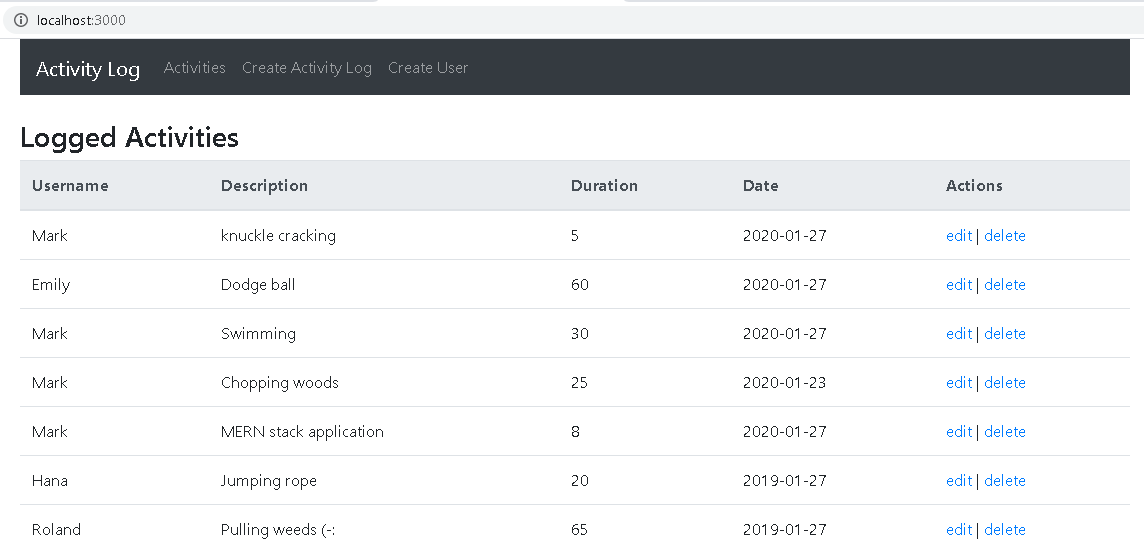 localhost:3000
Activity Log Activities Create Activity Log Create User
Logged Activities
Username Description Duration Date Actions
Mark knuckle cracking 5 2020-01-27 edit | delete
Emily Dodge ball 60 2020-01-27 edit | delete
Mark Swimming 30 2020-01-27 edit | delete
Mark Chopping woods 25 2020-01-23 edit | delete
Mark MERN stack application 8 2020-01-27 edit | delete
Hana Jumping rope 20 2019-01-27 edit | delete
Roland Pulling weeds (-: 65 2019-01-27 edit | delete